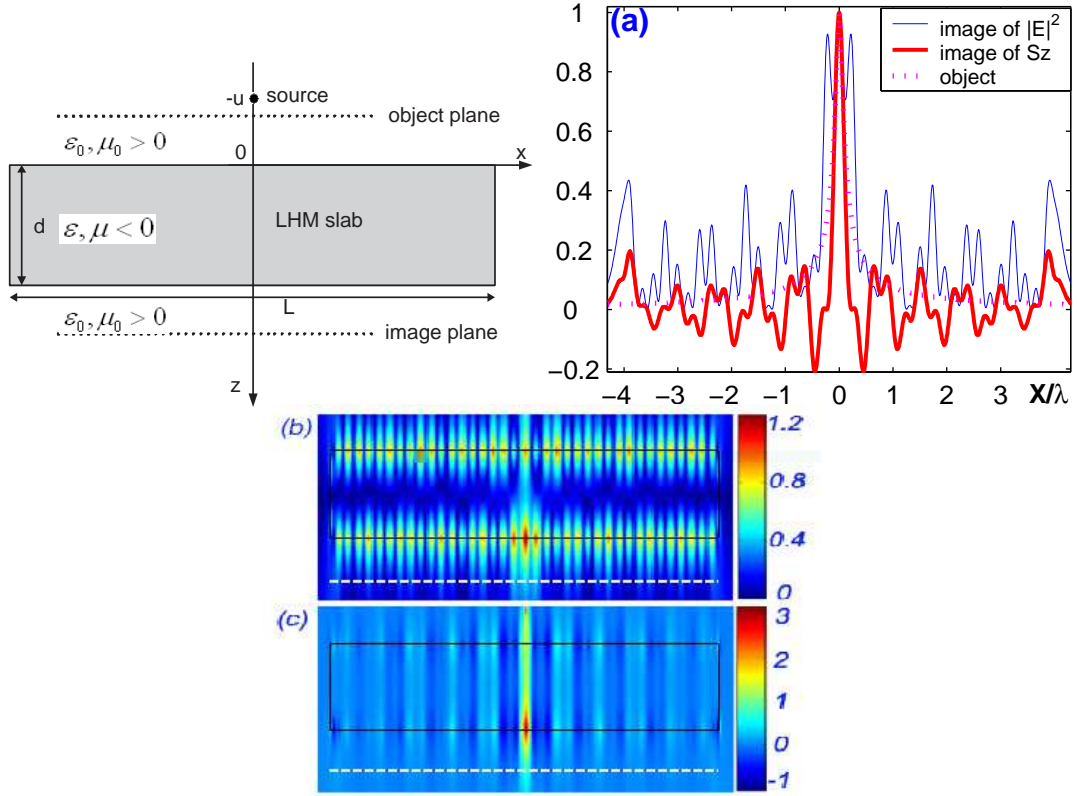 -u
source
object plane
ε₀, μ₀ > 0
0
x
d
ε, μ < 0
LHM slab
L
ε₀, μ₀ > 0
image plane
z
(a)
image of |E|²
image of Sz
object
1
0.8
0.6
0.4
0.2
0
−0.2
−4 −3 −2 −1 0 1 2 3 X/λ
(b)
1.2
0.8
0.4
0
(c)
3
2
1
0
-1